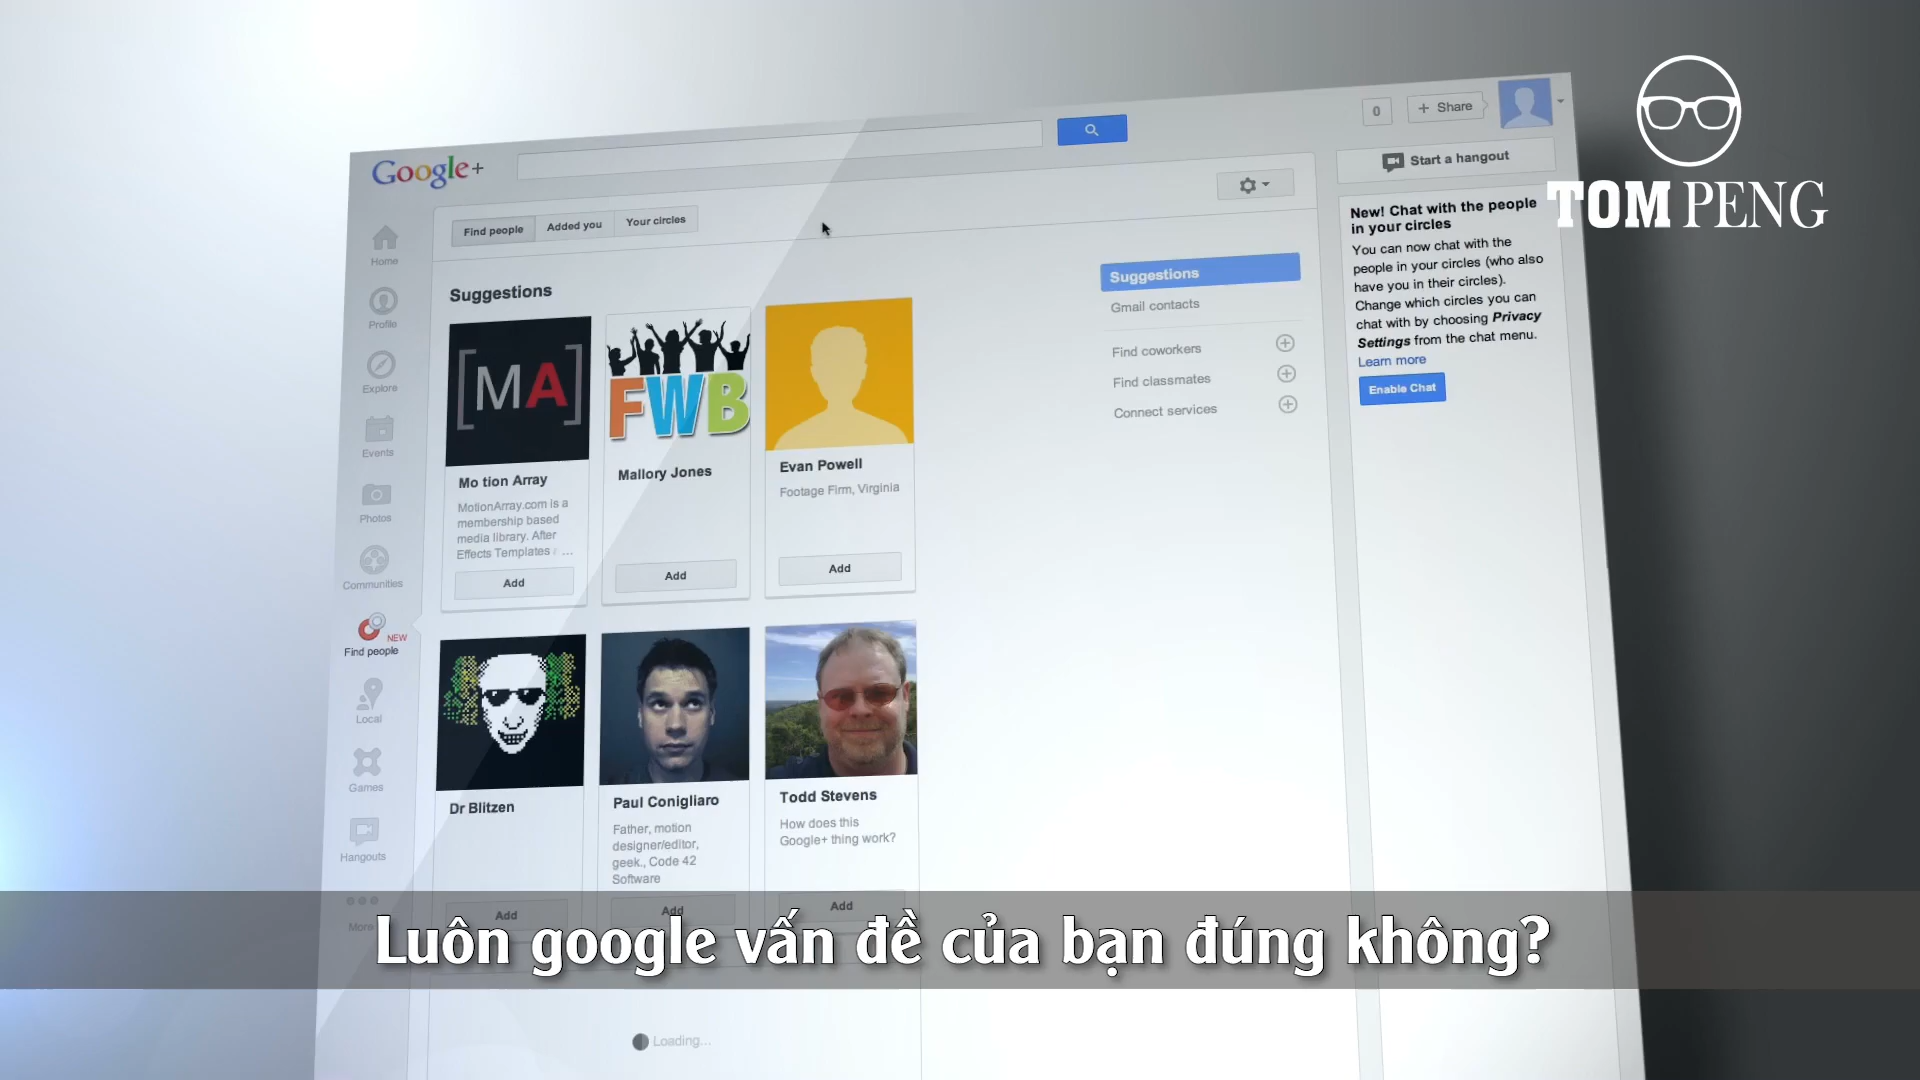 Google+
0
+ Share
Start a hangout
TOM PENG
Find people
Added you
Your circles
New! Chat with the people
in your circles
You can now chat with the
people in your circles (who also
have you in their circles).
Change which circles you can
chat with by choosing Privacy
Settings from the chat menu.
Learn more
Enable Chat
Home
Profile
Explore
Events
Photos
Communities
Find people
NEW
Local
Games
Hangouts
More
Suggestions
[MA]
Mo tion Array
MotionArray.com is a
membership based
media library. After
Effects Templates a ...
Add
FWB
Mallory Jones
Add
Evan Powell
Footage Firm, Virginia
Add
Suggestions
Gmail contacts
Find coworkers
Find classmates
Connect services
Dr Blitzen
Add
Paul Conigliaro
Father, motion
designer/editor,
geek., Code 42
Software
Add
Todd Stevens
How does this
Google+ thing work?
Add
Luôn google vấn đề của bạn đúng không?
Loading...